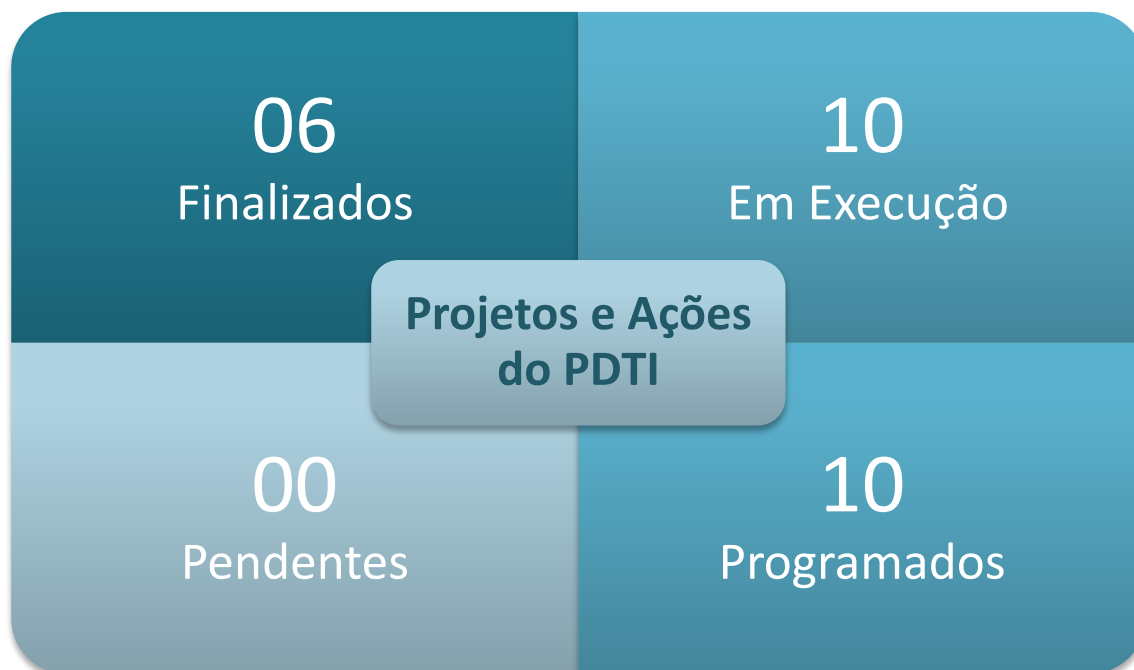 06
Finalizados
10
Em Execução
Projetos e Ações
do PDTI
00
Pendentes
10
Programados